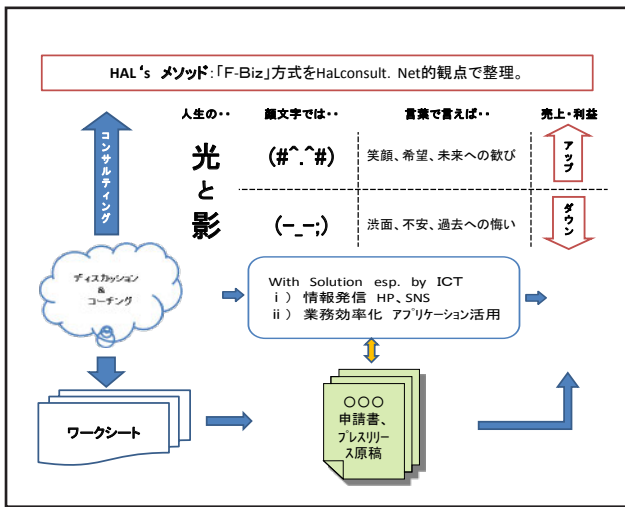 HAL‘s メソッド:「F-Biz」方式をHaLconsult. Net的観点で整理。
人生の・・ 顔文字では・・ 言葉で言えば・・ 売上・利益
コンサルティング
光と影
(#^.^#) 笑顔、希望、未来への歓び
アップ
(−_−;) 渋面、不安、過去への悔い
ダウン
ディスカッション
&
コーチング
With Solution esp. by ICT
ⅰ) 情報発信 HP、SNS
ⅱ) 業務効率化 アプリケーション活用
ワークシート
○○○
申請書、
プレスリリー
ス原稿